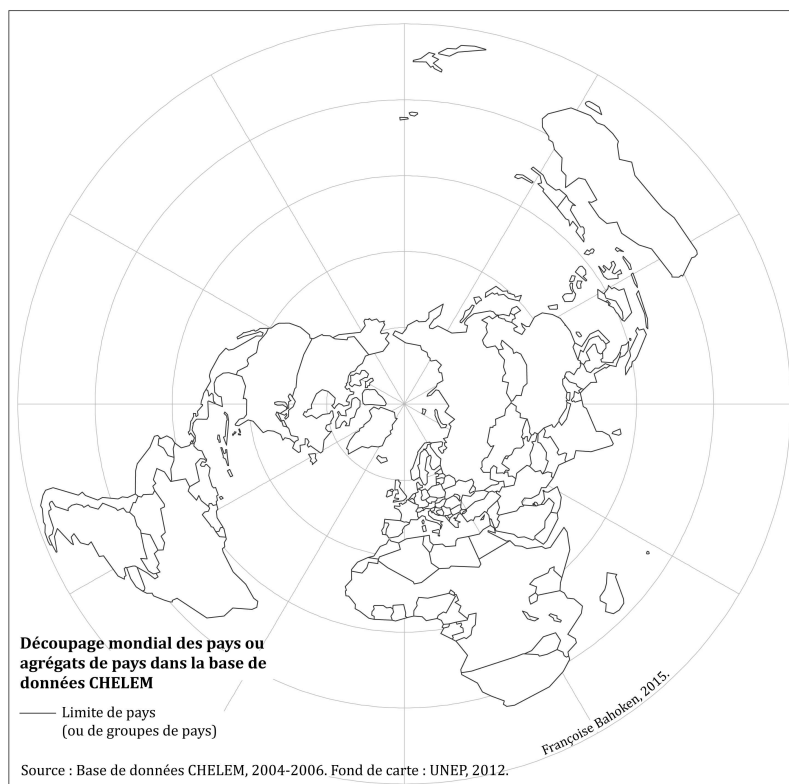 Découpage mondial des pays ou
agrégats de pays dans la base de
données CHELEM
Limite de pays
(ou de groupes de pays)
Françoise Bahoken, 2015.
Source : Base de données CHELEM, 2004-2006. Fond de carte : UNEP, 2012.